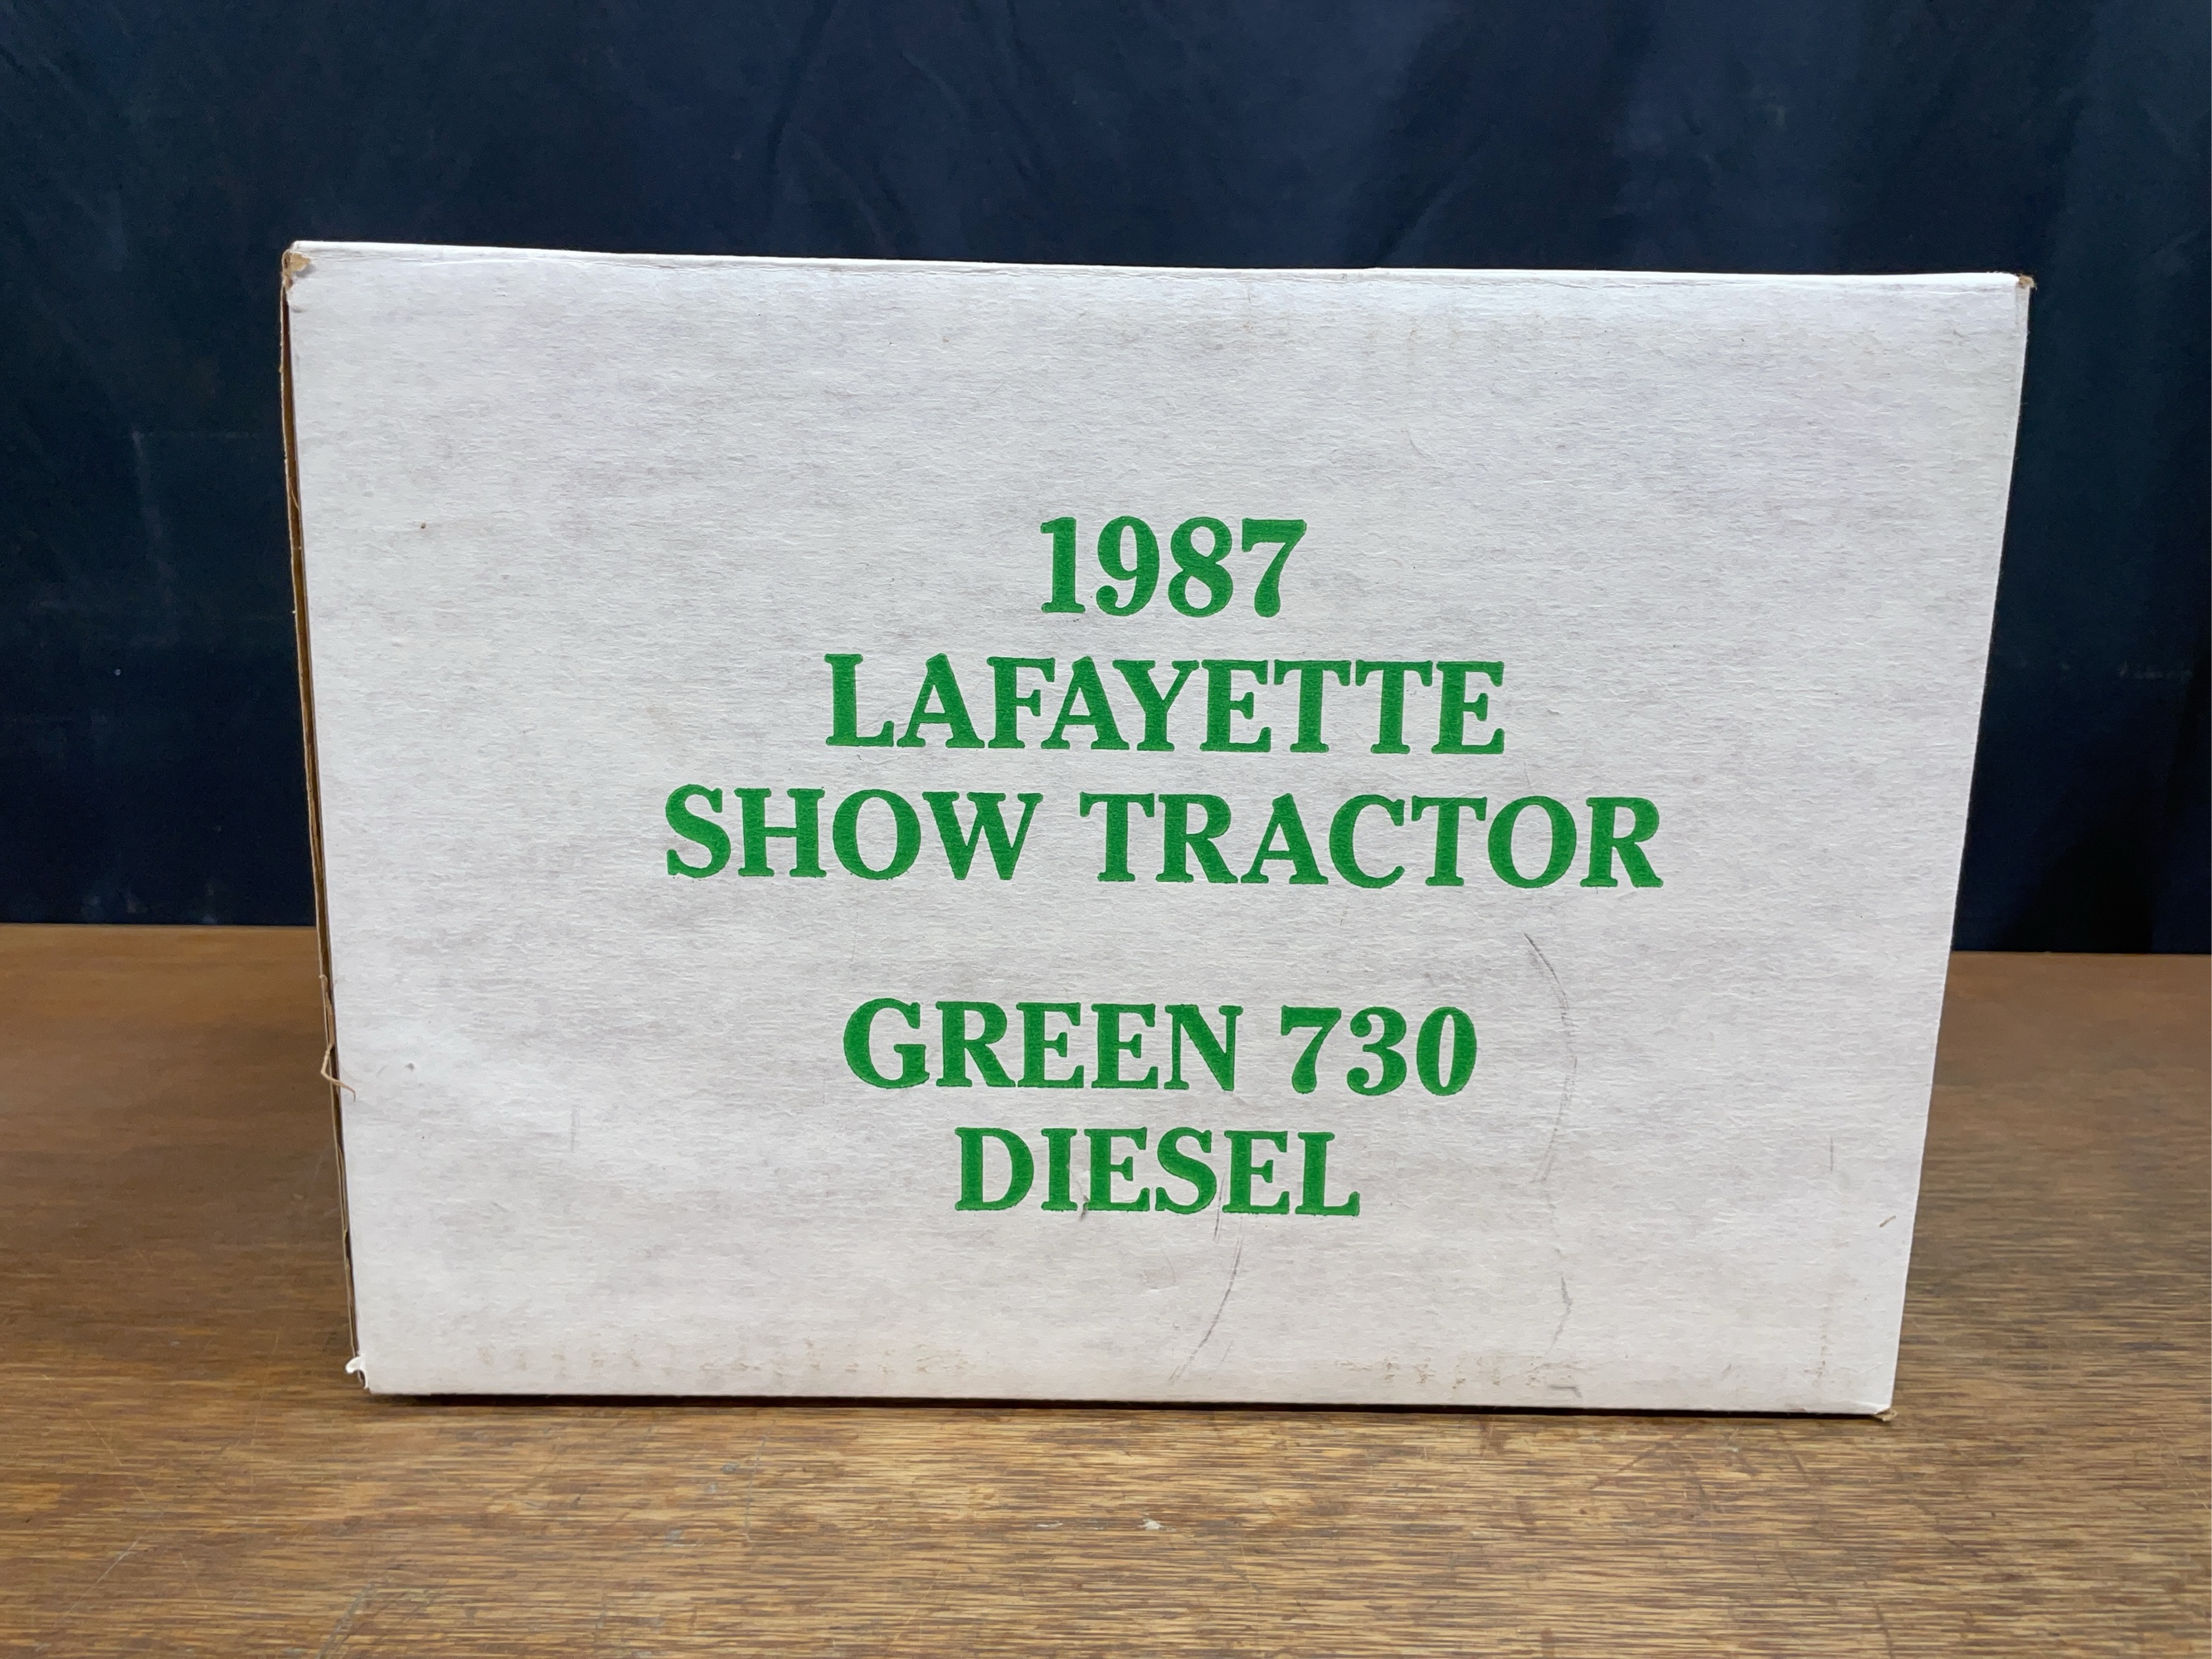 1987
LAFAYETTE
SHOW TRACTOR
GREEN 730
DIESEL